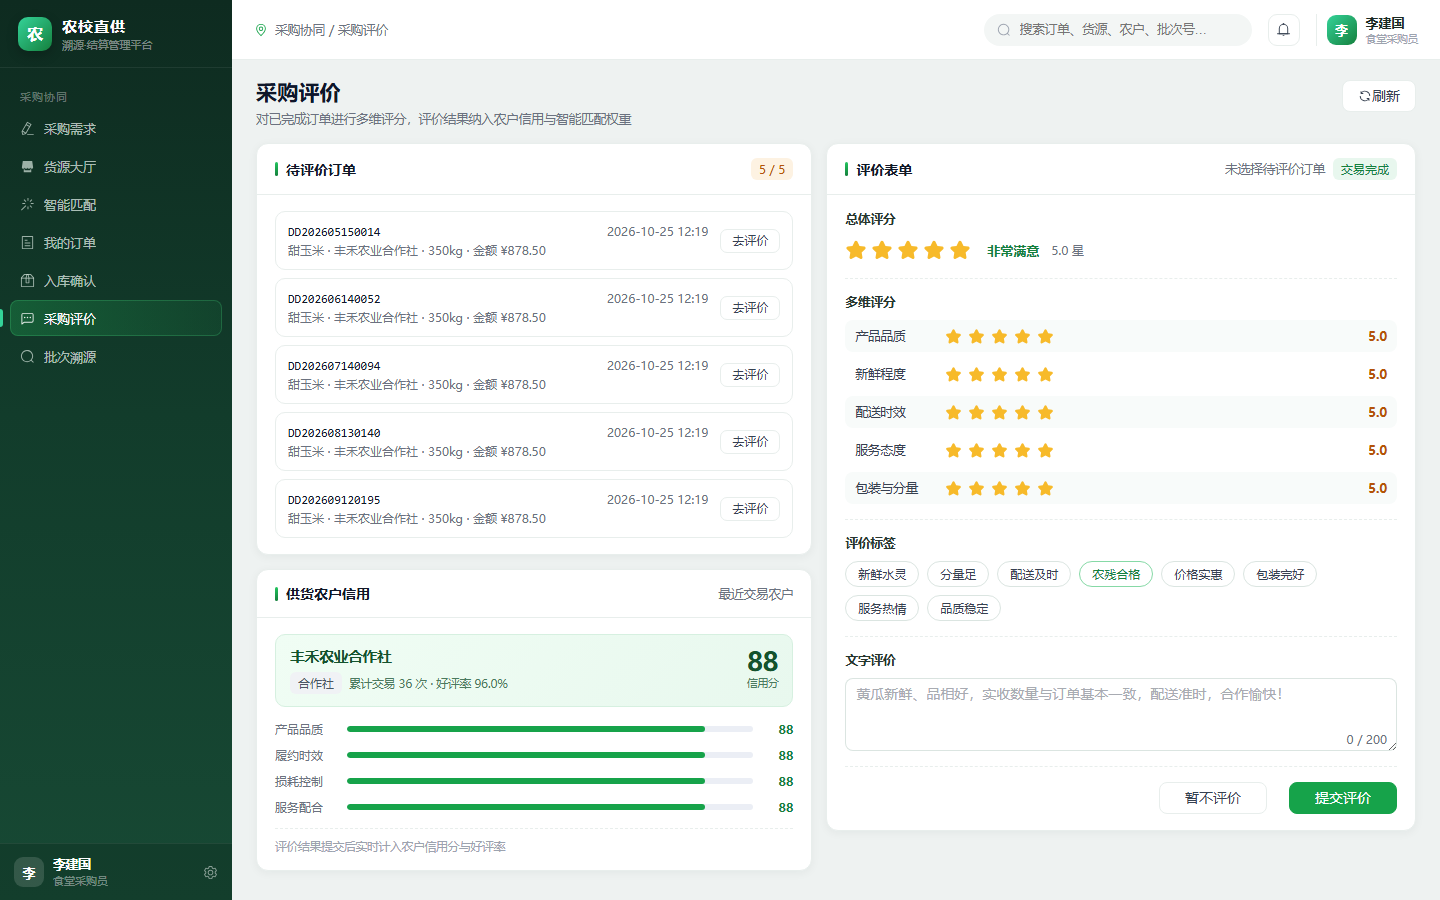 农校直供
溯源·结算管理平台
采购协同
采购需求
货源大厅
智能匹配
我的订单
入库确认
采购评价
批次溯源
李
李建国
食堂采购员
采购协同 / 采购评价
搜索订单、货源、农户、批次号...
李
李建国
食堂采购员
采购评价
对已完成订单进行多维评分，评价结果纳入农户信用与智能匹配权重
刷新
待评价订单
5 / 5
DD202605150014
2026-10-25 12:19
甜玉米 · 丰禾农业合作社 · 350kg · 金额 ¥878.50
去评价
DD202606140052
2026-10-25 12:19
甜玉米 · 丰禾农业合作社 · 350kg · 金额 ¥878.50
去评价
DD202607140094
2026-10-25 12:19
甜玉米 · 丰禾农业合作社 · 350kg · 金额 ¥878.50
去评价
DD202608130140
2026-10-25 12:19
甜玉米 · 丰禾农业合作社 · 350kg · 金额 ¥878.50
去评价
DD202609120195
2026-10-25 12:19
甜玉米 · 丰禾农业合作社 · 350kg · 金额 ¥878.50
去评价
供货农户信用
最近交易农户
丰禾农业合作社
合作社 累计交易 36 次 · 好评率 96.0%
88
信用分
产品品质 88
履约时效 88
损耗控制 88
服务配合 88
评价结果提交后实时计入农户信用分与好评率
评价表单
未选择待评价订单 交易完成
总体评分
非常满意 5.0 星
多维评分
产品品质 5.0
新鲜程度 5.0
配送时效 5.0
服务态度 5.0
包装与分量 5.0
评价标签
新鲜水灵 分量足 配送及时 农残合格 价格实惠 包装完好
服务热情 品质稳定
文字评价
黄瓜新鲜、品相好，实收数量与订单基本一致，配送准时，合作愉快！
0 / 200
暂不评价 提交评价
农